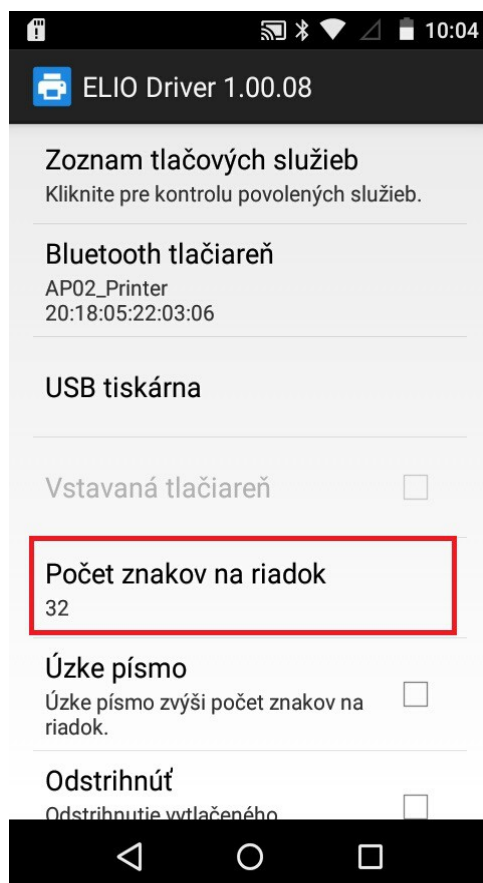 10:04
ELIO Driver 1.00.08
Zoznam tlačových služieb
Kliknite pre kontrolu povolených služieb.
Bluetooth tlačiareň
AP02_Printer
20:18:05:22:03:06
USB tiskárna
Vstavaná tlačiareň
Počet znakov na riadok
32
Úzke písmo
Úzke písmo zvýši počet znakov na
riadok.
Odstrihnúť
Odstrihnutie vytlačeného